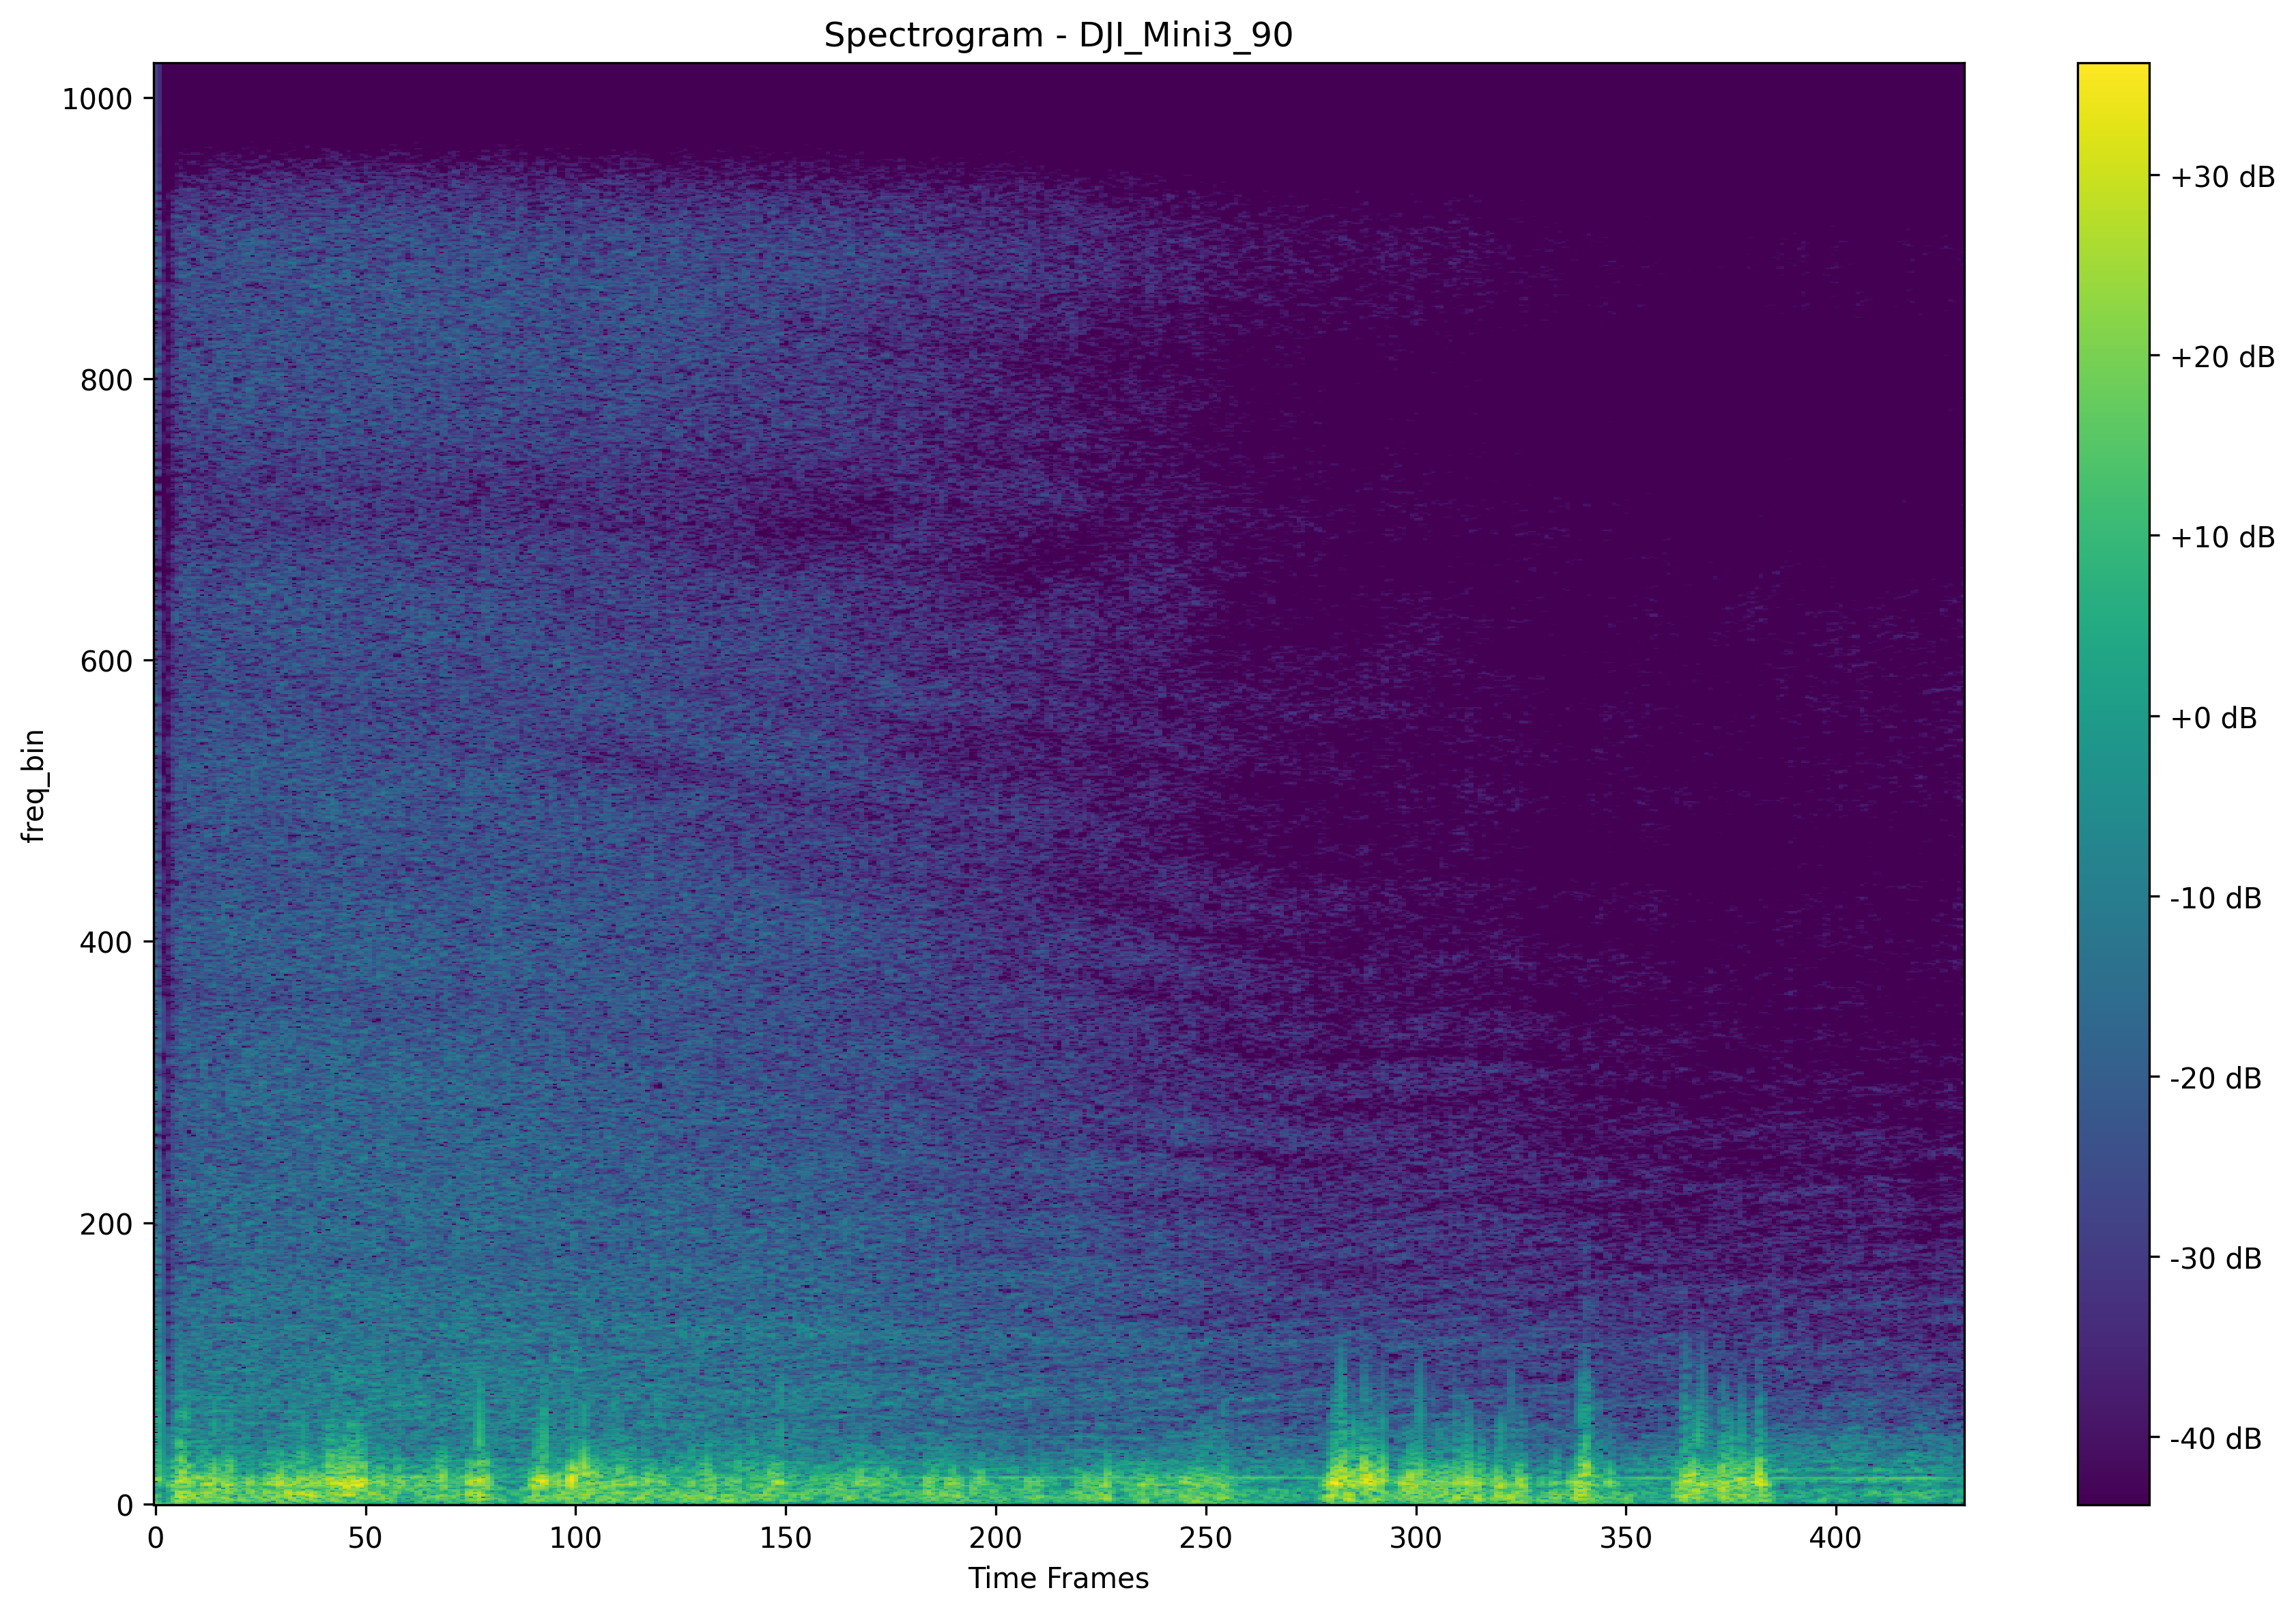 Spectrogram - DJI_Mini3_90
1000
800
600
400
200
0
freq_bin
0 50 100 150 200 250 300 350 400
Time Frames
+30 dB
+20 dB
+10 dB
+0 dB
-10 dB
-20 dB
-30 dB
-40 dB